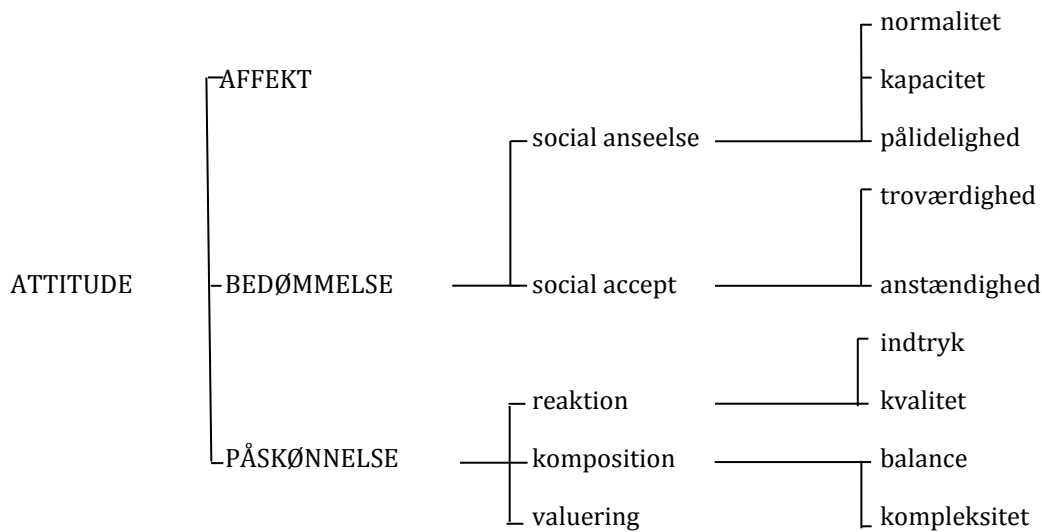 normalitet
AFFEKT
kapacitet
social anseelse
pålidelighed
troværdighed
ATTITUDE
BEDØMMELSE
social accept
anstændighed
indtryk
reaktion
kvalitet
PÅSKØNNELSE
komposition
balance
valuering
kompleksitet